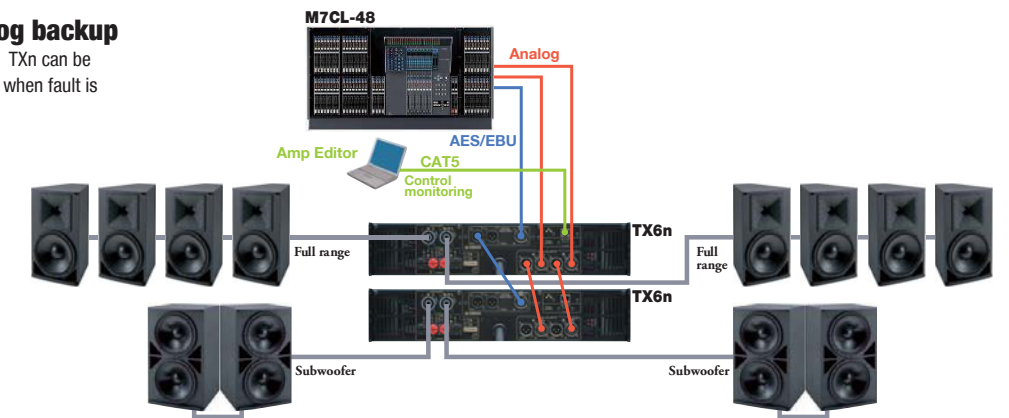 og backup
TXn can be
when fault is
M7CL-48
Analog
AES/EBU
Amp Editor
CAT5
Control
monitoring
TX6n
Full range
Full
range
TX6n
Subwoofer
Subwoofer